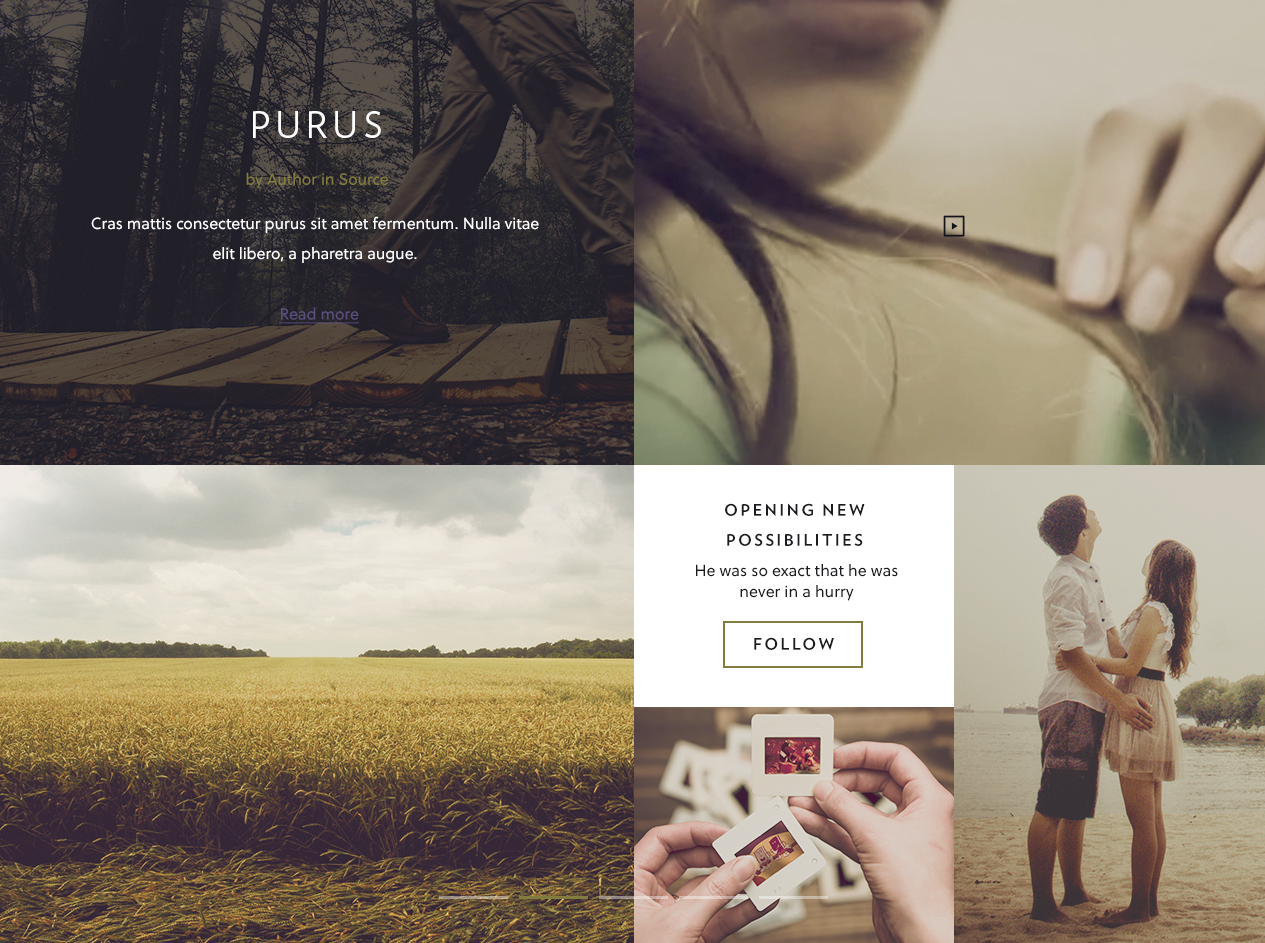 PURUS
by Author in Source
Cras mattis consectetur purus sit amet fermentum. Nulla vitae
elit libero, a pharetra augue.
Read more
OPENING NEW
POSSIBILITIES
He was so exact that he was
never in a hurry
FOLLOW